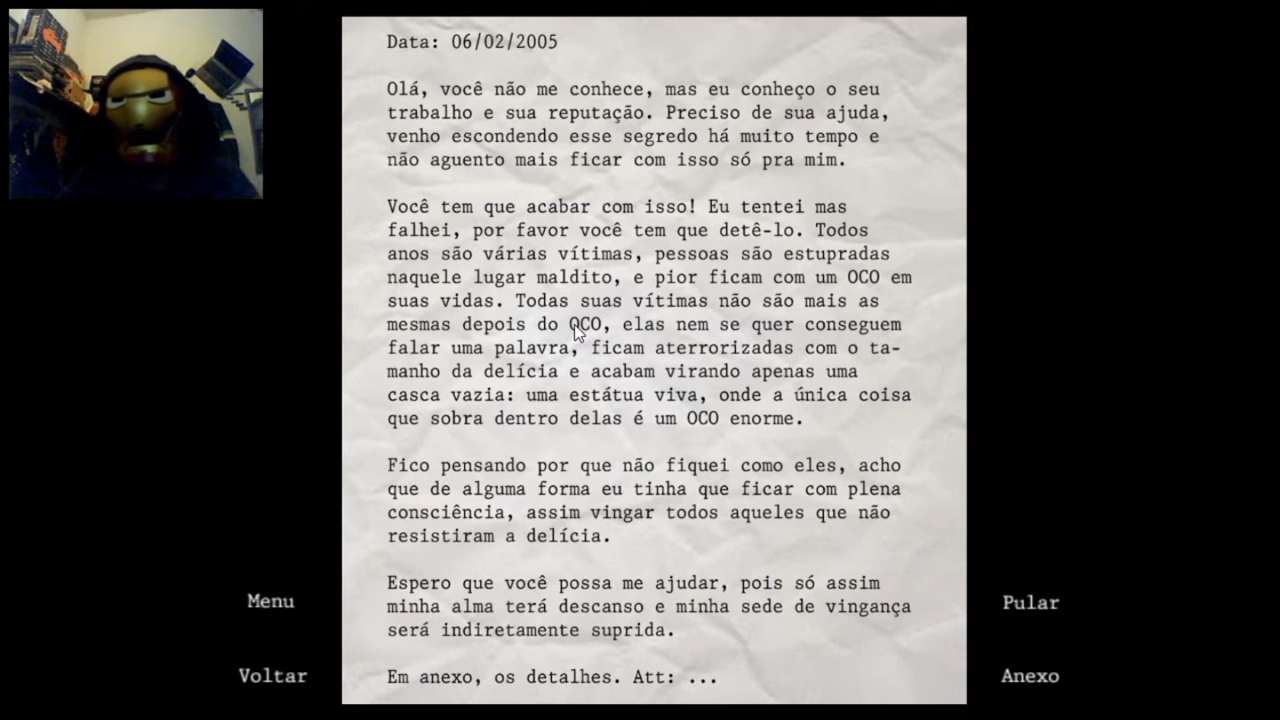 Data: 06/02/2005
Olá, você não me conhece, mas eu conheço o seu
trabalho e sua reputação. Preciso de sua ajuda,
venho escondendo esse segredo há muito tempo e
não aguento mais ficar com isso só pra mim.
Você tem que acabar com isso! Eu tentei mas
falhei, por favor você tem que detê-lo. Todos
anos são várias vítimas, pessoas são estupradas
naquele lugar maldito, e pior ficam com um OCO em
suas vidas. Todas suas vítimas não são mais as
mesmas depois do OCO, elas nem se quer conseguem
falar uma palavra, ficam aterrorizadas com o ta-
manho da delícia e acabam virando apenas uma
casca vazia: uma estátua viva, onde a única coisa
que sobra dentro delas é um OCO enorme.
Fico pensando por que não fiquei como eles, acho
que de alguma forma eu tinha que ficar com plena
consciência, assim vingar todos aqueles que não
resistiram a delícia.
Espero que você possa me ajudar, pois só assim
minha alma terá descanso e minha sede de vingança
será indiretamente suprida.
Em anexo, os detalhes. Att: ...
Menu
Voltar
Pular
Anexo